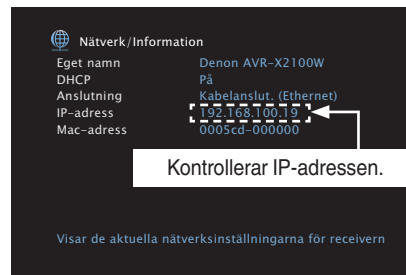 Nätverk/Information
Eget namn Denon AVR-X2100W
DHCP På
Anslutning Kabelanslut. (Ethernet)
IP-adress 192.168.100.19
Mac-adress 0005cd-000000
Kontrollerar IP-adressen.
Visar de aktuella nätverksinställningarna för receivern